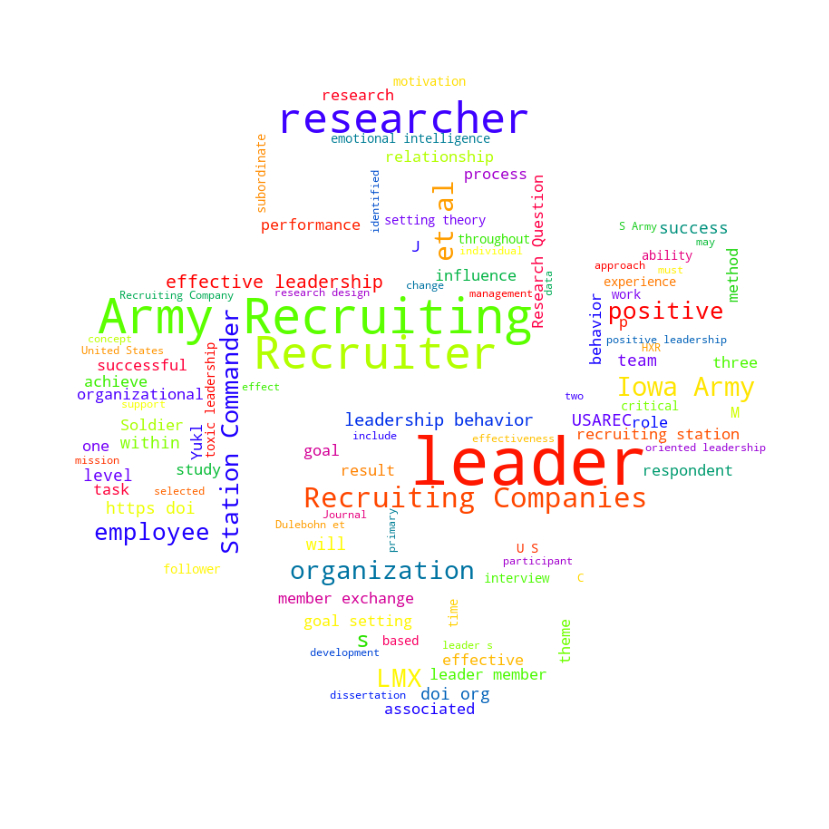 motivation
research
researcher
emotional intelligence
subordinate
relationship
identified
process
et al
Research Question
performance
setting theory
S Army
success
J
throughout
may
individual
ability
method
effective leadership
influence
data
approach
must
change
experience
Recruiting Company
research design
management
work
Army Recruiting
positive
Station Commander
behavior
p
concept
Recruiter
positive leadership
United States
HXR
toxic leadership
successful
team
three
achieve
effect
Iowa Army
organizational
two
support
critical
M
Soldier
leadership behavior
USAREC
role
Yukl
within
include
effectiveness
recruiting station
one
goal
leader
oriented leadership
mission
study
result
respondent
level
task
selected
Recruiting Companies
https doi
Journal
primary
employee
Dulebohn et
will
U S
participant
follower
organization
interview
C
member exchange
time
goal setting
theme
s
based
leader s
development
effective
LMX
leader member
dissertation
doi org
associated